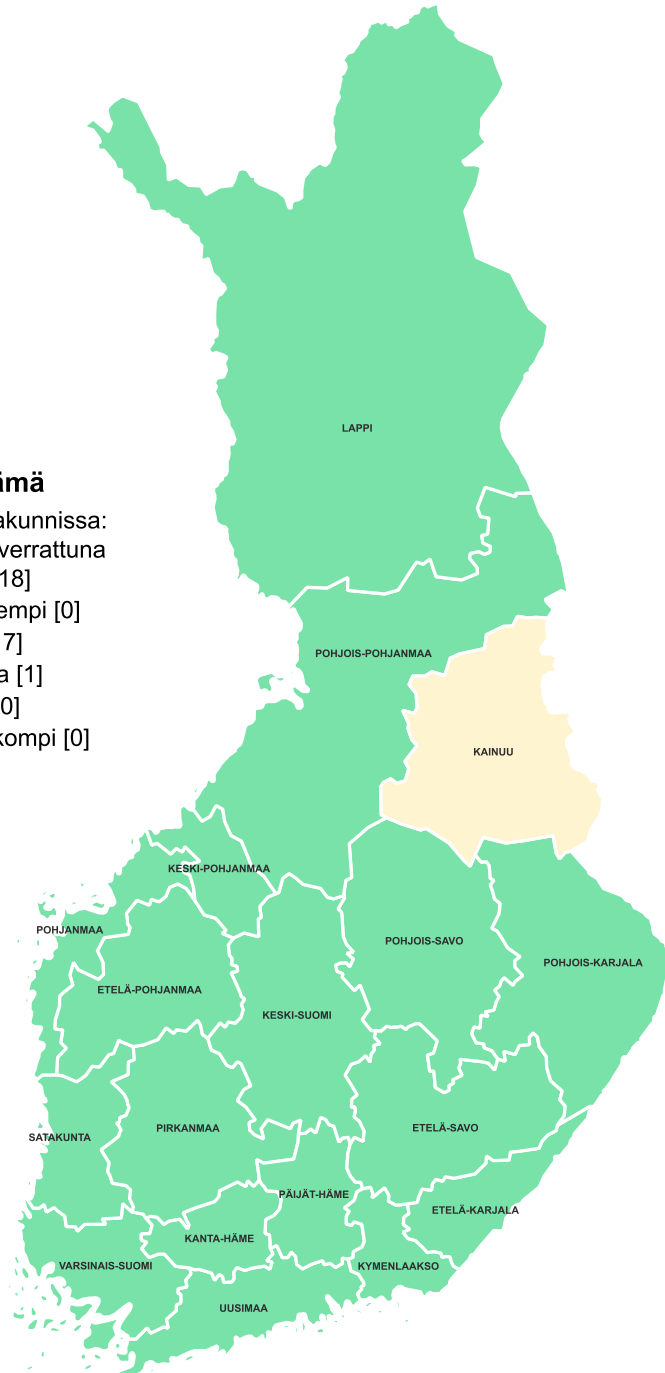 ämä
akunnissa:
verrattuna
18]
empi [0]
17]
a [1]
0]
kompi [0]
LAPPI
POHJOIS-POHJANMAA
KAINUU
KESKI-POHJANMAA
POHJANMAA
POHJOIS-SAVO
POHJOIS-KARJALA
ETELÄ-POHJANMAA
KESKI-SUOMI
SATAKUNTA
PIRKANMAA
ETELÄ-SAVO
PÄIJÄT-HÄME
ETELÄ-KARJALA
KANTA-HÄME
VARSINAIS-SUOMI
KYMENLAAKSO
UUSIMAA